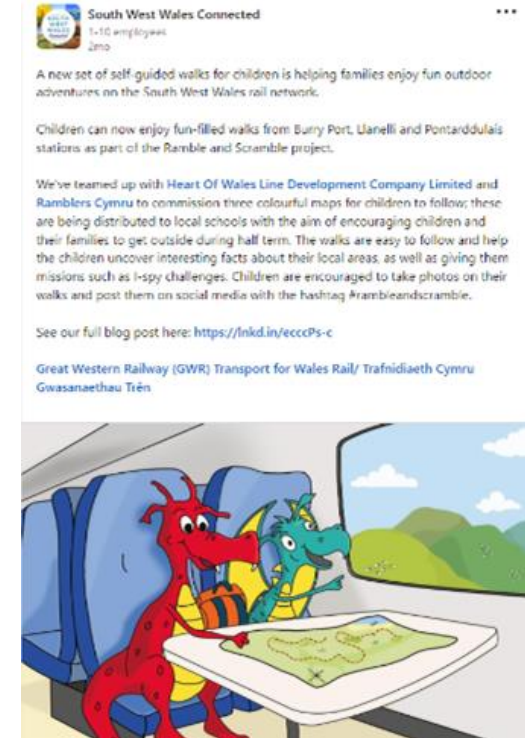 South West Wales Connected
1-10 employees
2mo
A new set of self-guided walks for children is helping families enjoy fun outdoor
adventures on the South West Wales rail network.
Children can now enjoy fun-filled walks from Burry Port, Llanelli and Pontarddulais
stations as part of the Ramble and Scramble project.
We've teamed up with Heart Of Wales Line Development Company Limited and
Ramblers Cymru to commission three colourful maps for children to follow; these
are being distributed to local schools with the aim of encouraging children and
their families to get outside during half term. The walks are easy to follow and help
the children uncover interesting facts about their local areas, as well as giving them
missions such as I-spy challenges. Children are encouraged to take photos on their
walks and post them on social media with the hashtag #rambleandscramble.
See our full blog post here: https://lnkd.in/ecccPs-c
Great Western Railway (GWR) Transport for Wales Rail/ Trafnidiaeth Cymru
Gwasanaethau Trên